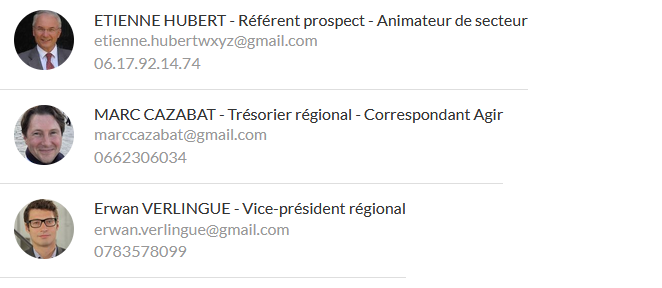 ETIENNE HUBERT - Référent prospect - Animateur de secteur
etienne.hubertwxyz@gmail.com
06.17.92.14.74
MARC CAZABAT - Trésorier régional - Correspondant Agir
marccazabat@gmail.com
0662306034
Erwan VERLINGUE - Vice-président régional
erwan.verlingue@gmail.com
0783578099